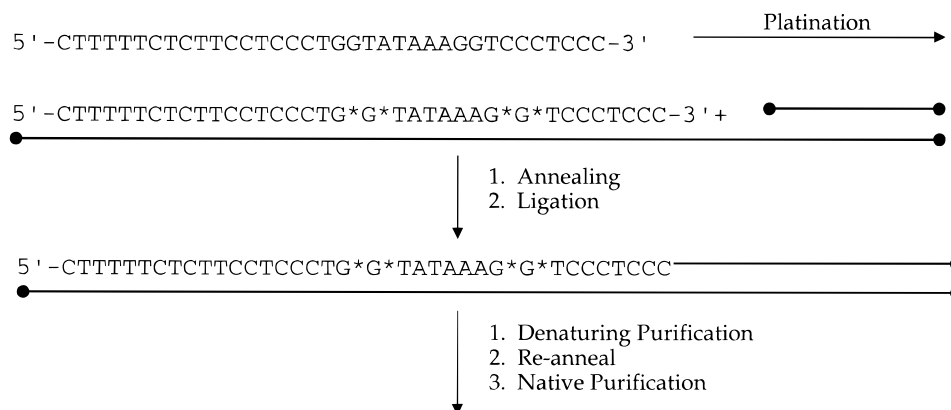 5'-CTTTTTCTCTTCCTCCCTGGTATAAAGGTCCCTCCC-3'
Platination
5'-CTTTTTCTCTTCCTCCCTG*G*TATAAAG*G*TCCCTCCC-3'+
1. Annealing
2. Ligation
5'-CTTTTTCTCTTCCTCCCTG*G*TATAAAG*G*TCCCTCCC
1. Denaturing Purification
2. Re-anneal
3. Native Purification